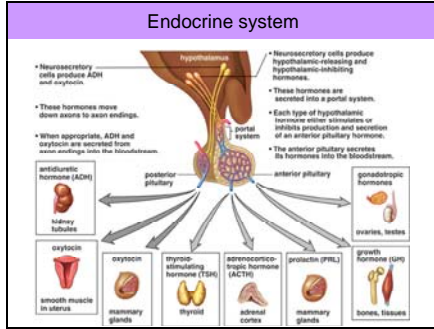 Endocrine system
hypothalamus
• Neurosecretory
cells produce ADH
and oxytocin.
• These hormones move
down axons to axon endings.
• When appropriate, ADH and
oxytocin are secreted from
axon endings into the bloodstream.
• Neurosecretory cells produce
hypothalamic-releasing and
hypothalamic-inhibiting
hormones.
• These hormones are
secreted into a portal system.
• Each type of hypothalamic
hormone either stimulates or
inhibits production and secretion
of an anterior pituitary hormone.
• The anterior pituitary secretes
its hormones into the bloodstream.
portal
system
posterior
pituitary
anterior pituitary
antidiuretic
hormone (ADH)
kidney
tubules
gonadotropic
hormones
ovaries, testes
oxytocin
smooth muscle
in uterus
oxytocin
mammary
glands
thyroid-
stimulating
hormone (TSH)
thyroid
adrenocortico-
tropic hormone
(ACTH)
adrenal
cortex
prolactin (PRL)
mammary
glands
growth
hormone (GH)
bones, tissues